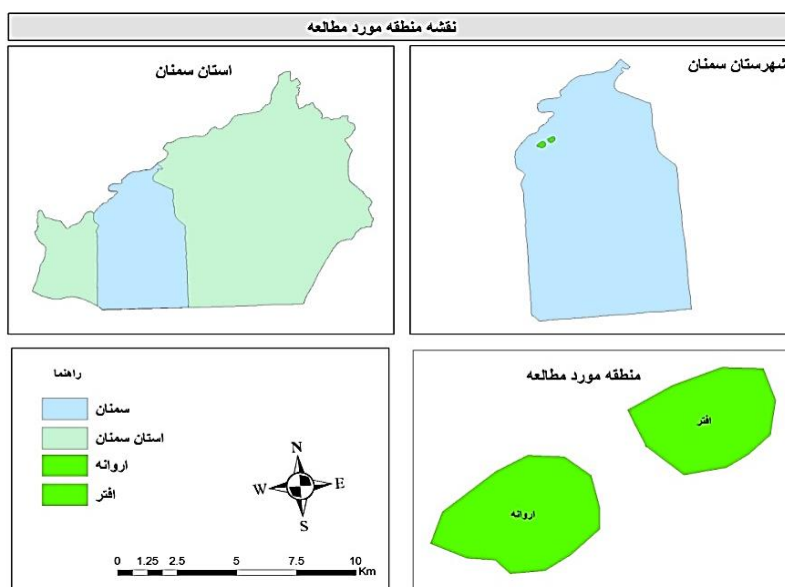 نقشه منطقه مورد مطالعه
شهرستان سمنان
استان سمنان
منطقه مورد مطالعه
افتر
اروانه
راهنما
سمنان
استان سمنان
اروانه
افتر
N
W E
S
0 1.25 2.5 5 7.5 10
Km